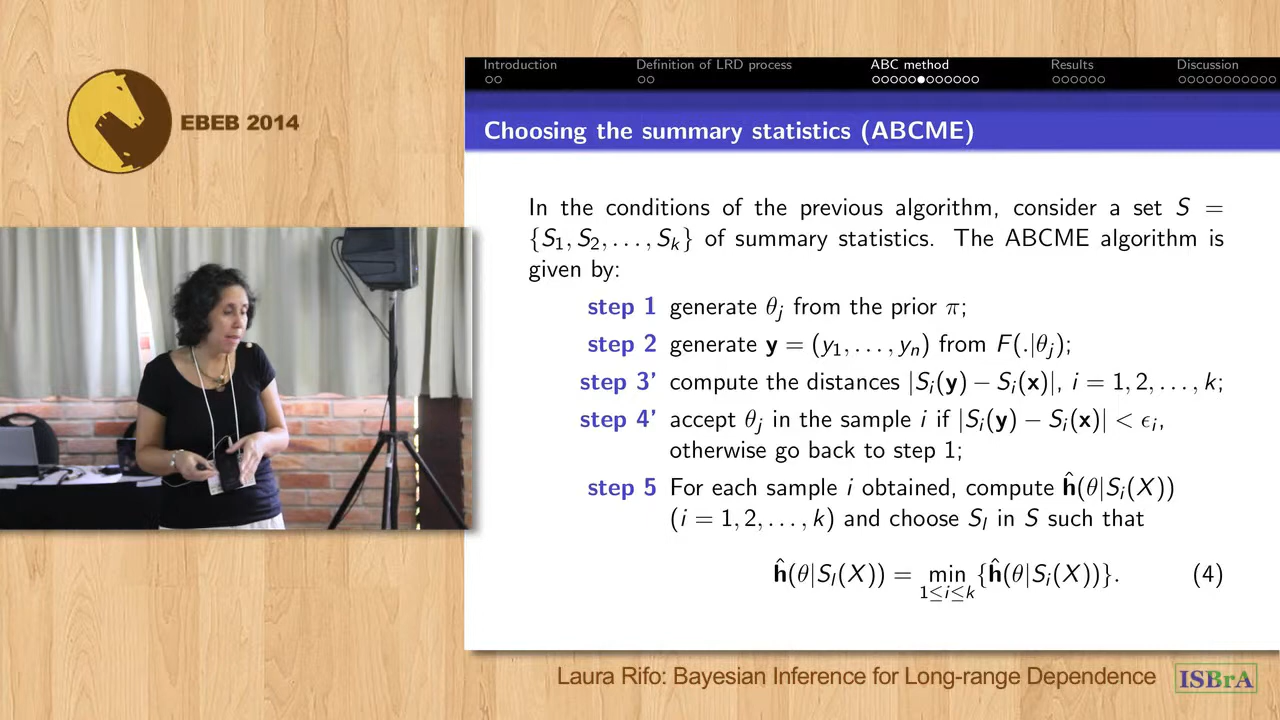 EBEB 2014
Introduction
Definition of LRD process
ABC method
Results
Discussion
Choosing the summary statistics (ABCME)
In the conditions of the previous algorithm, consider a set S =
{S₁, S₂, . . . , Sₖ} of summary statistics. The ABCME algorithm is
given by:
step 1 generate θⱼ from the prior π;
step 2 generate y = (y₁, . . . , yₙ) from F(.|θⱼ);
step 3' compute the distances |Sᵢ(y) − Sᵢ(x)|, i = 1, 2, . . . , k;
step 4' accept θⱼ in the sample i if |Sᵢ(y) − Sᵢ(x)| < ϵᵢ,
otherwise go back to step 1;
step 5 For each sample i obtained, compute ĥ(θ|Sᵢ(X))
(i = 1, 2, . . . , k) and choose Sₗ in S such that
ĥ(θ|Sₗ(X)) = min 1≤i≤k {ĥ(θ|Sᵢ(X))}. (4)
Laura Rifo: Bayesian Inference for Long-range Dependence
ISBrA